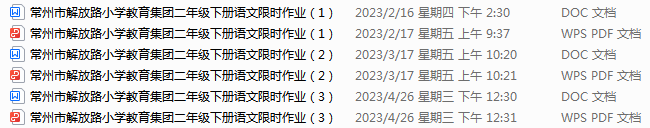 常州市解放路小学教育集团二年级下册语文限时作业（1） 2023/2/16 星期四 下午 2:30 DOC 文档
常州市解放路小学教育集团二年级下册语文限时作业（1） 2023/2/17 星期五 上午 9:37 WPS PDF 文档
常州市解放路小学教育集团二年级下册语文限时作业（2） 2023/3/17 星期五 上午 10:20 DOC 文档
常州市解放路小学教育集团二年级下册语文限时作业（2） 2023/3/17 星期五 上午 10:21 WPS PDF 文档
常州市解放路小学教育集团二年级下册语文限时作业（3） 2023/4/26 星期三 下午 12:30 DOC 文档
常州市解放路小学教育集团二年级下册语文限时作业（3） 2023/4/26 星期三 下午 12:31 WPS PDF 文档